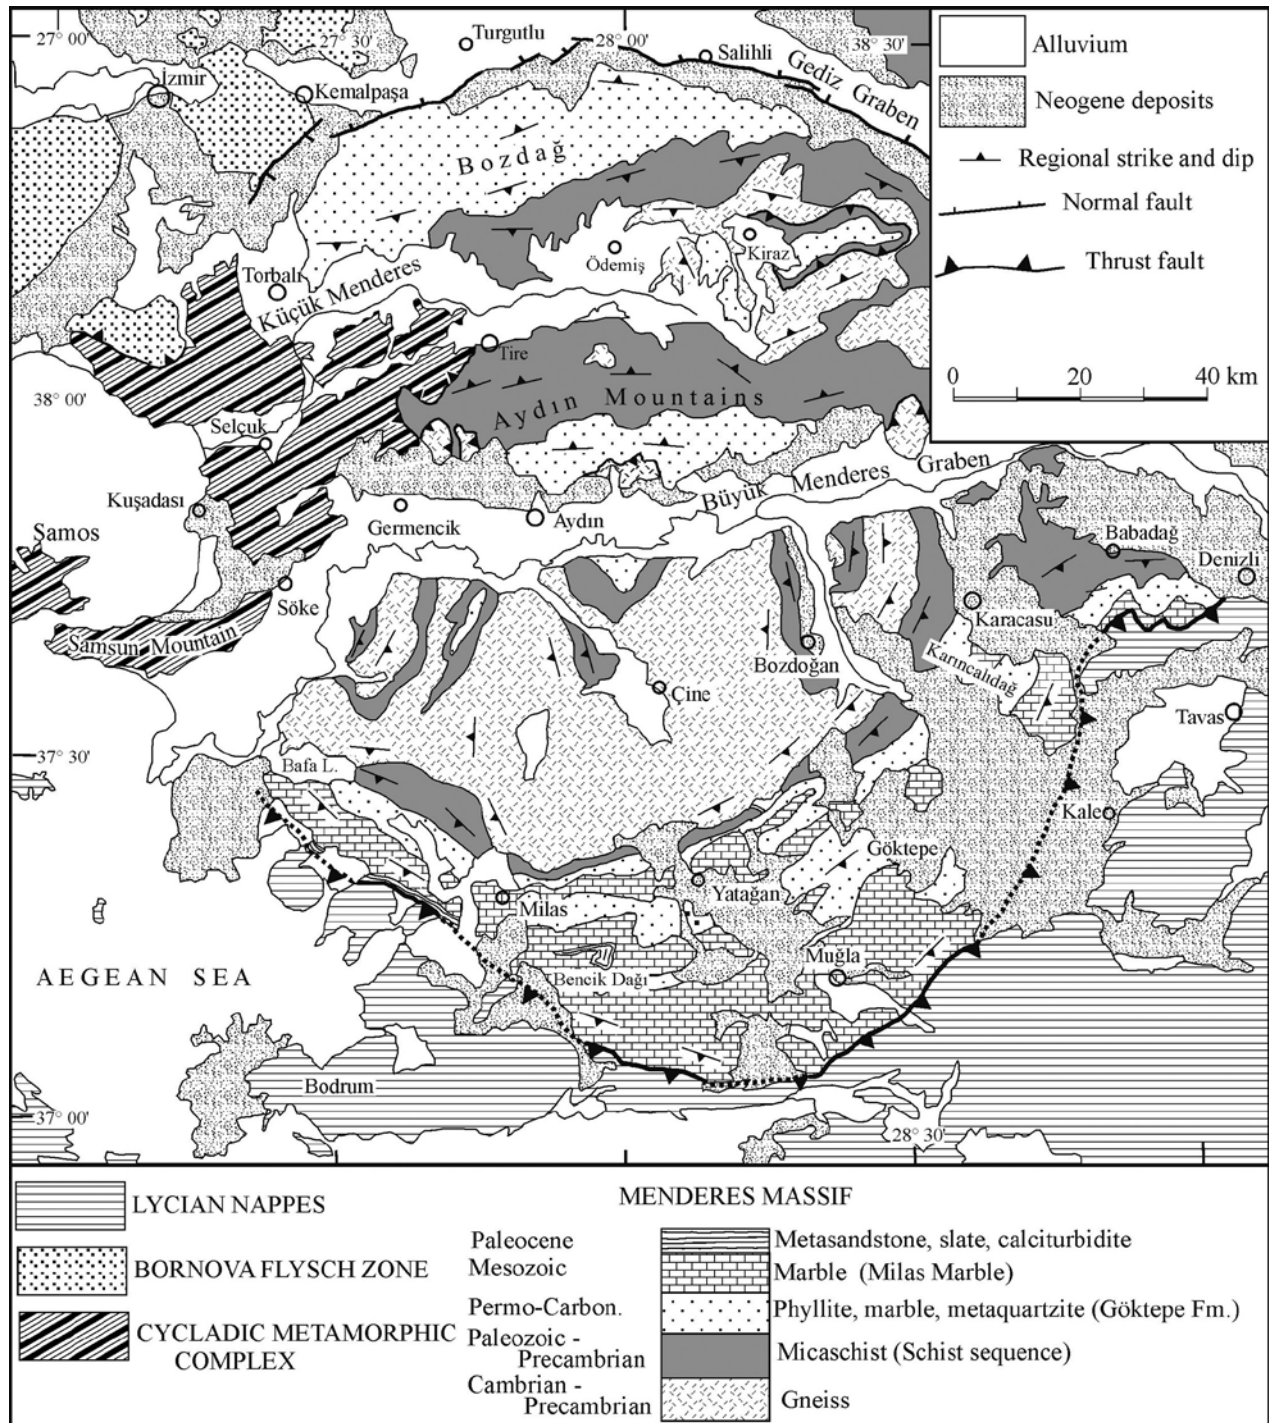 27° 00'
27° 30'
Turgutlu
28° 00'
Salihli
38° 30'
İzmir
Kemalpaşa
Gediz Graben
Bozdağ
Ödemiş
Kiraz
Torbalı
Küçük Menderes
Tire
38° 00'
Aydın Mountains
Selçuk
Kuşadası
Büyük Menderes Graben
Germencik
Aydın
Samos
Babadağ
Denizli
Söke
Karacasu
Samsun Mountain
Bozdoğan
Karıncalıdağ
Çine
Tavas
37° 30'
Bafa L.
Kale
Göktepe
Yatağan
Milas
Muğla
AEGEAN SEA
Bencik Dağı
Bodrum
37° 00'
28° 30'
Alluvium
Neogene deposits
Regional strike and dip
Normal fault
Thrust fault
0 20 40 km
LYCIAN NAPPES
BORNOVA FLYSCH ZONE
CYCLADIC METAMORPHIC
COMPLEX
MENDERES MASSIF
Paleocene Metasandstone, slate, calciturbidite
Mesozoic Marble (Milas Marble)
Permo-Carbon. Phyllite, marble, metaquartzite (Göktepe Fm.)
Paleozoic -
Precambrian Micaschist (Schist sequence)
Cambrian -
Precambrian Gneiss